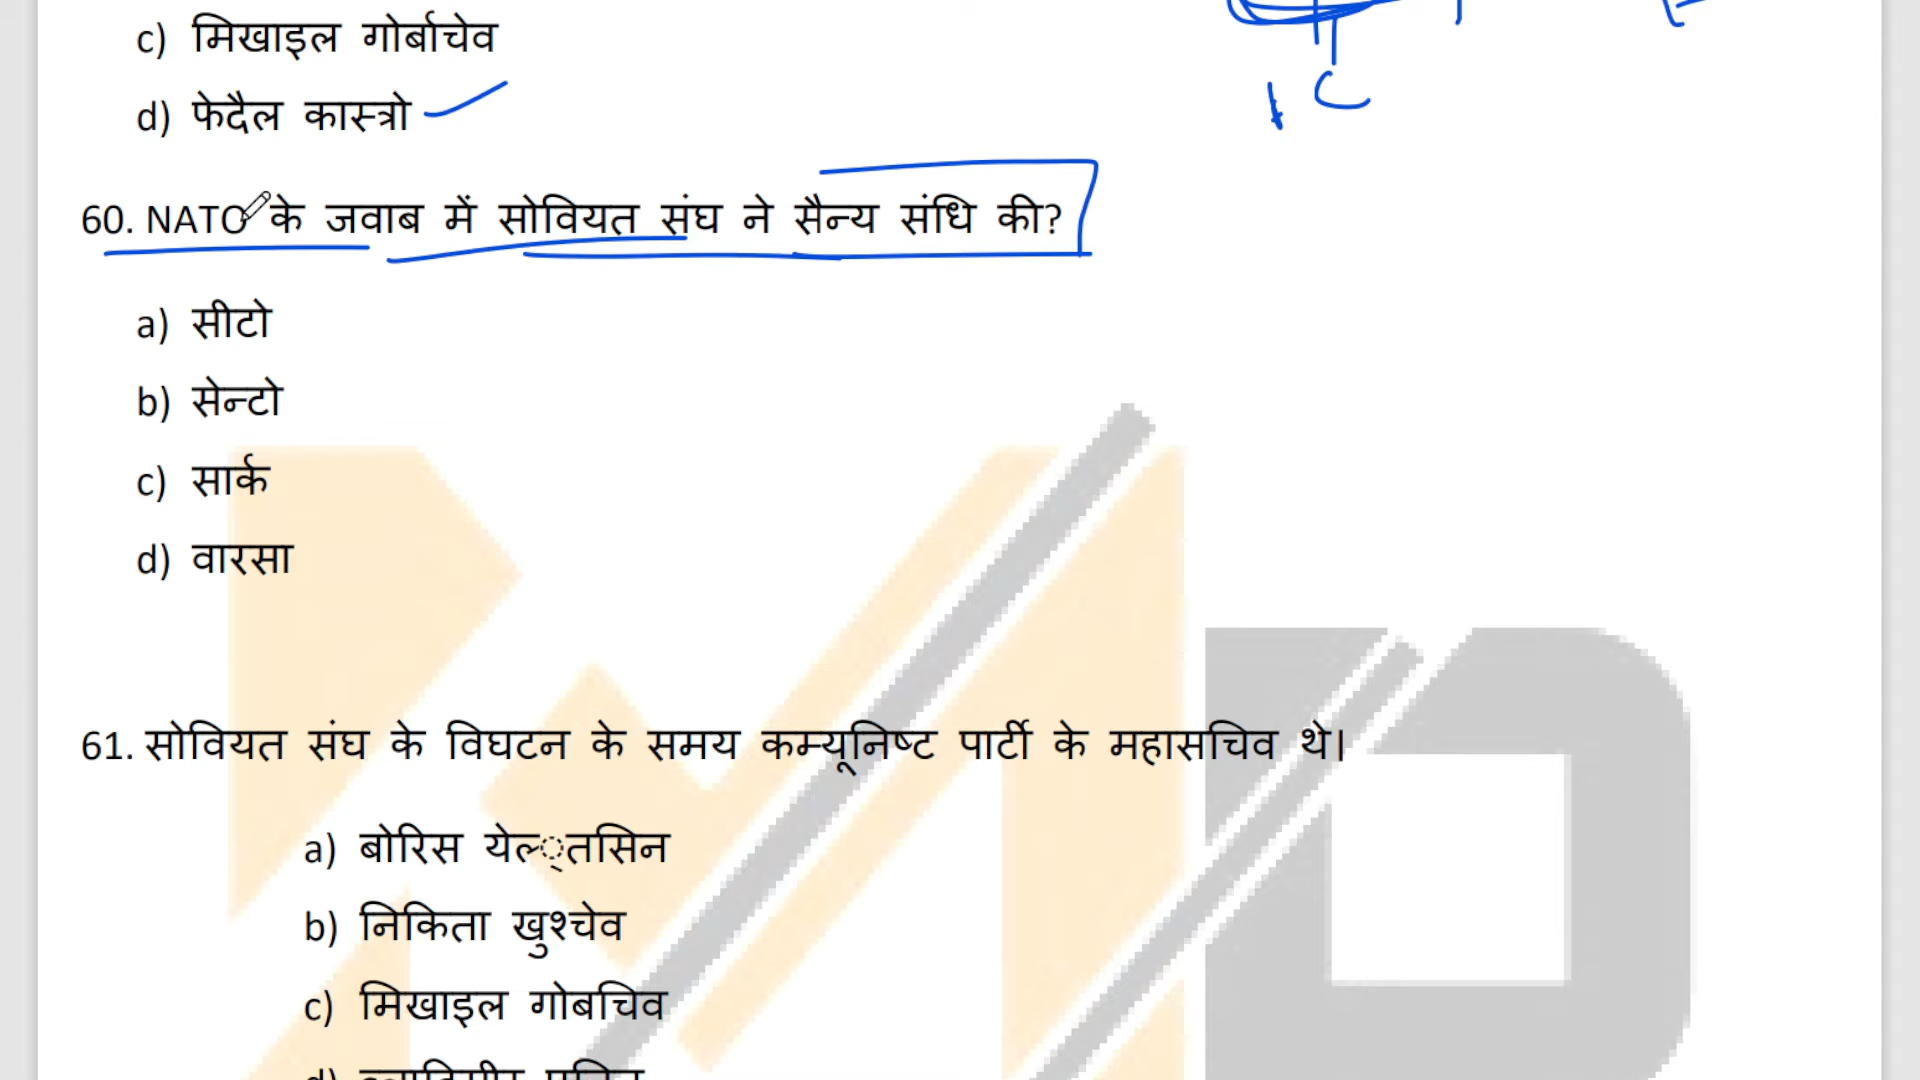 c) मिखाइल गोर्बाचेव
d) फेदैल कास्त्रो
C
60. NATO के जवाब में सोवियत संघ ने सैन्य संधि की?
a) सीटो
b) सेन्टो
c) सार्क
d) वारसा
61. सोवियत संघ के विघटन के समय कम्यूनिष्ट पार्टी के महासचिव थे।
a) बोरिस येल्‍्तसिन
b) निकिता खुश्चेव
c) मिखाइल गोबचिव
d)